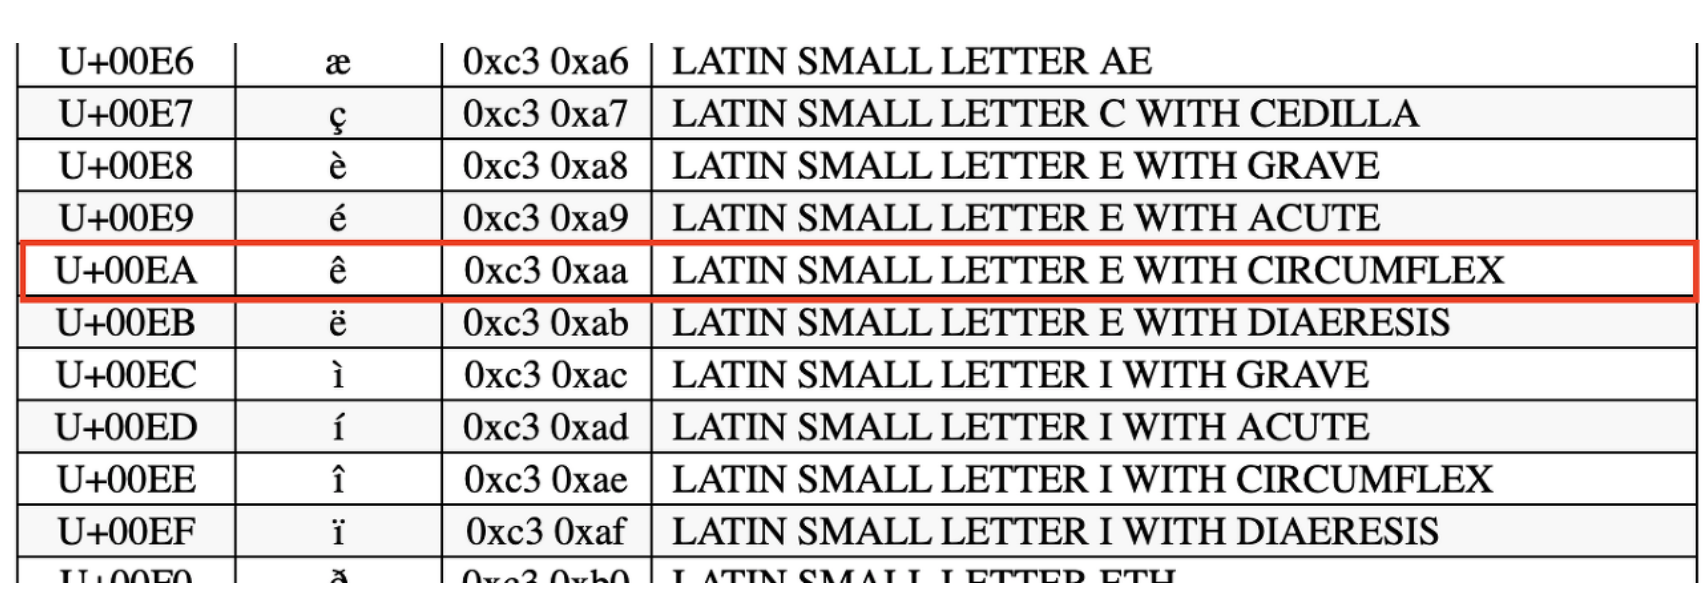 U+00E6 æ 0xc3 0xa6 LATIN SMALL LETTER AE
U+00E7 ç 0xc3 0xa7 LATIN SMALL LETTER C WITH CEDILLA
U+00E8 è 0xc3 0xa8 LATIN SMALL LETTER E WITH GRAVE
U+00E9 é 0xc3 0xa9 LATIN SMALL LETTER E WITH ACUTE
U+00EA ê 0xc3 0xaa LATIN SMALL LETTER E WITH CIRCUMFLEX
U+00EB ë 0xc3 0xab LATIN SMALL LETTER E WITH DIAERESIS
U+00EC ì 0xc3 0xac LATIN SMALL LETTER I WITH GRAVE
U+00ED í 0xc3 0xad LATIN SMALL LETTER I WITH ACUTE
U+00EE î 0xc3 0xae LATIN SMALL LETTER I WITH CIRCUMFLEX
U+00EF ï 0xc3 0xaf LATIN SMALL LETTER I WITH DIAERESIS
U+00F0 ð 0xc3 0xb0 LATIN SMALL LETTER ETH